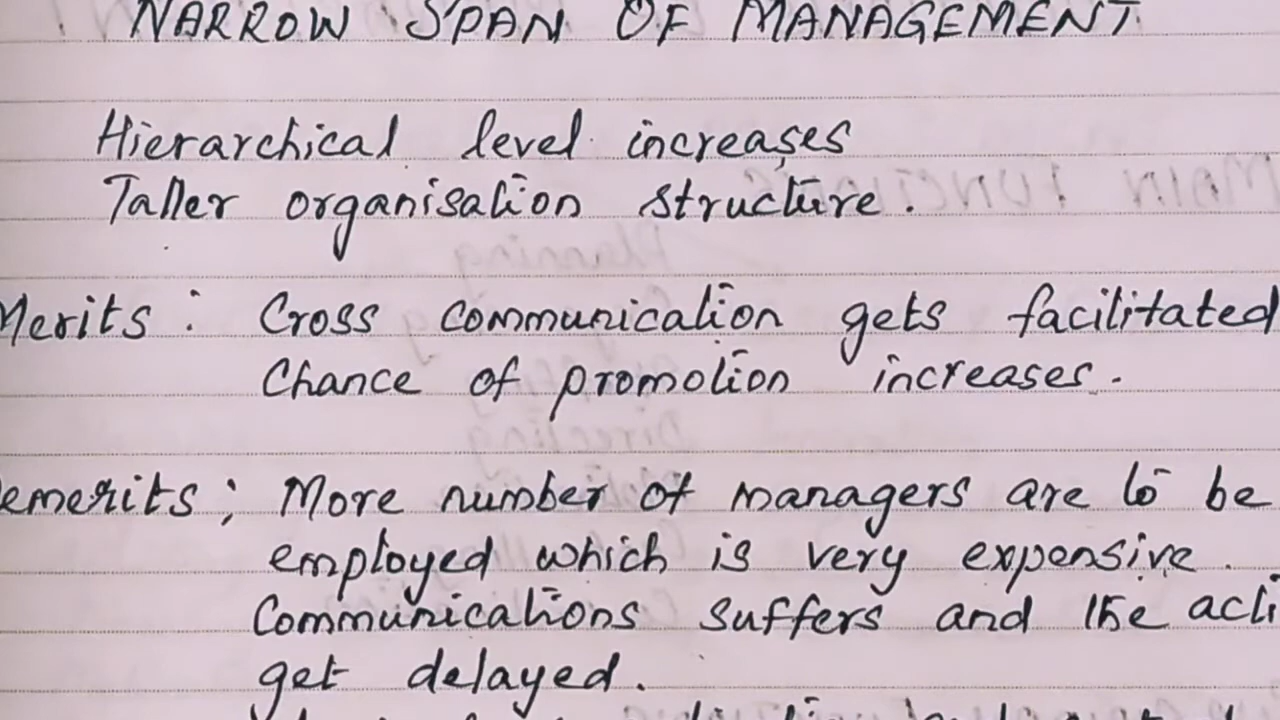 NARROW SPAN OF MANAGEMENT
Hierarchical level increases
Taller organisation structure.
Merits : Cross communication gets facilitated
Chance of promotion increases.
emerits ; More number of managers are to be
employed which is very expensive.
Communications suffers and the acti
get delayed.